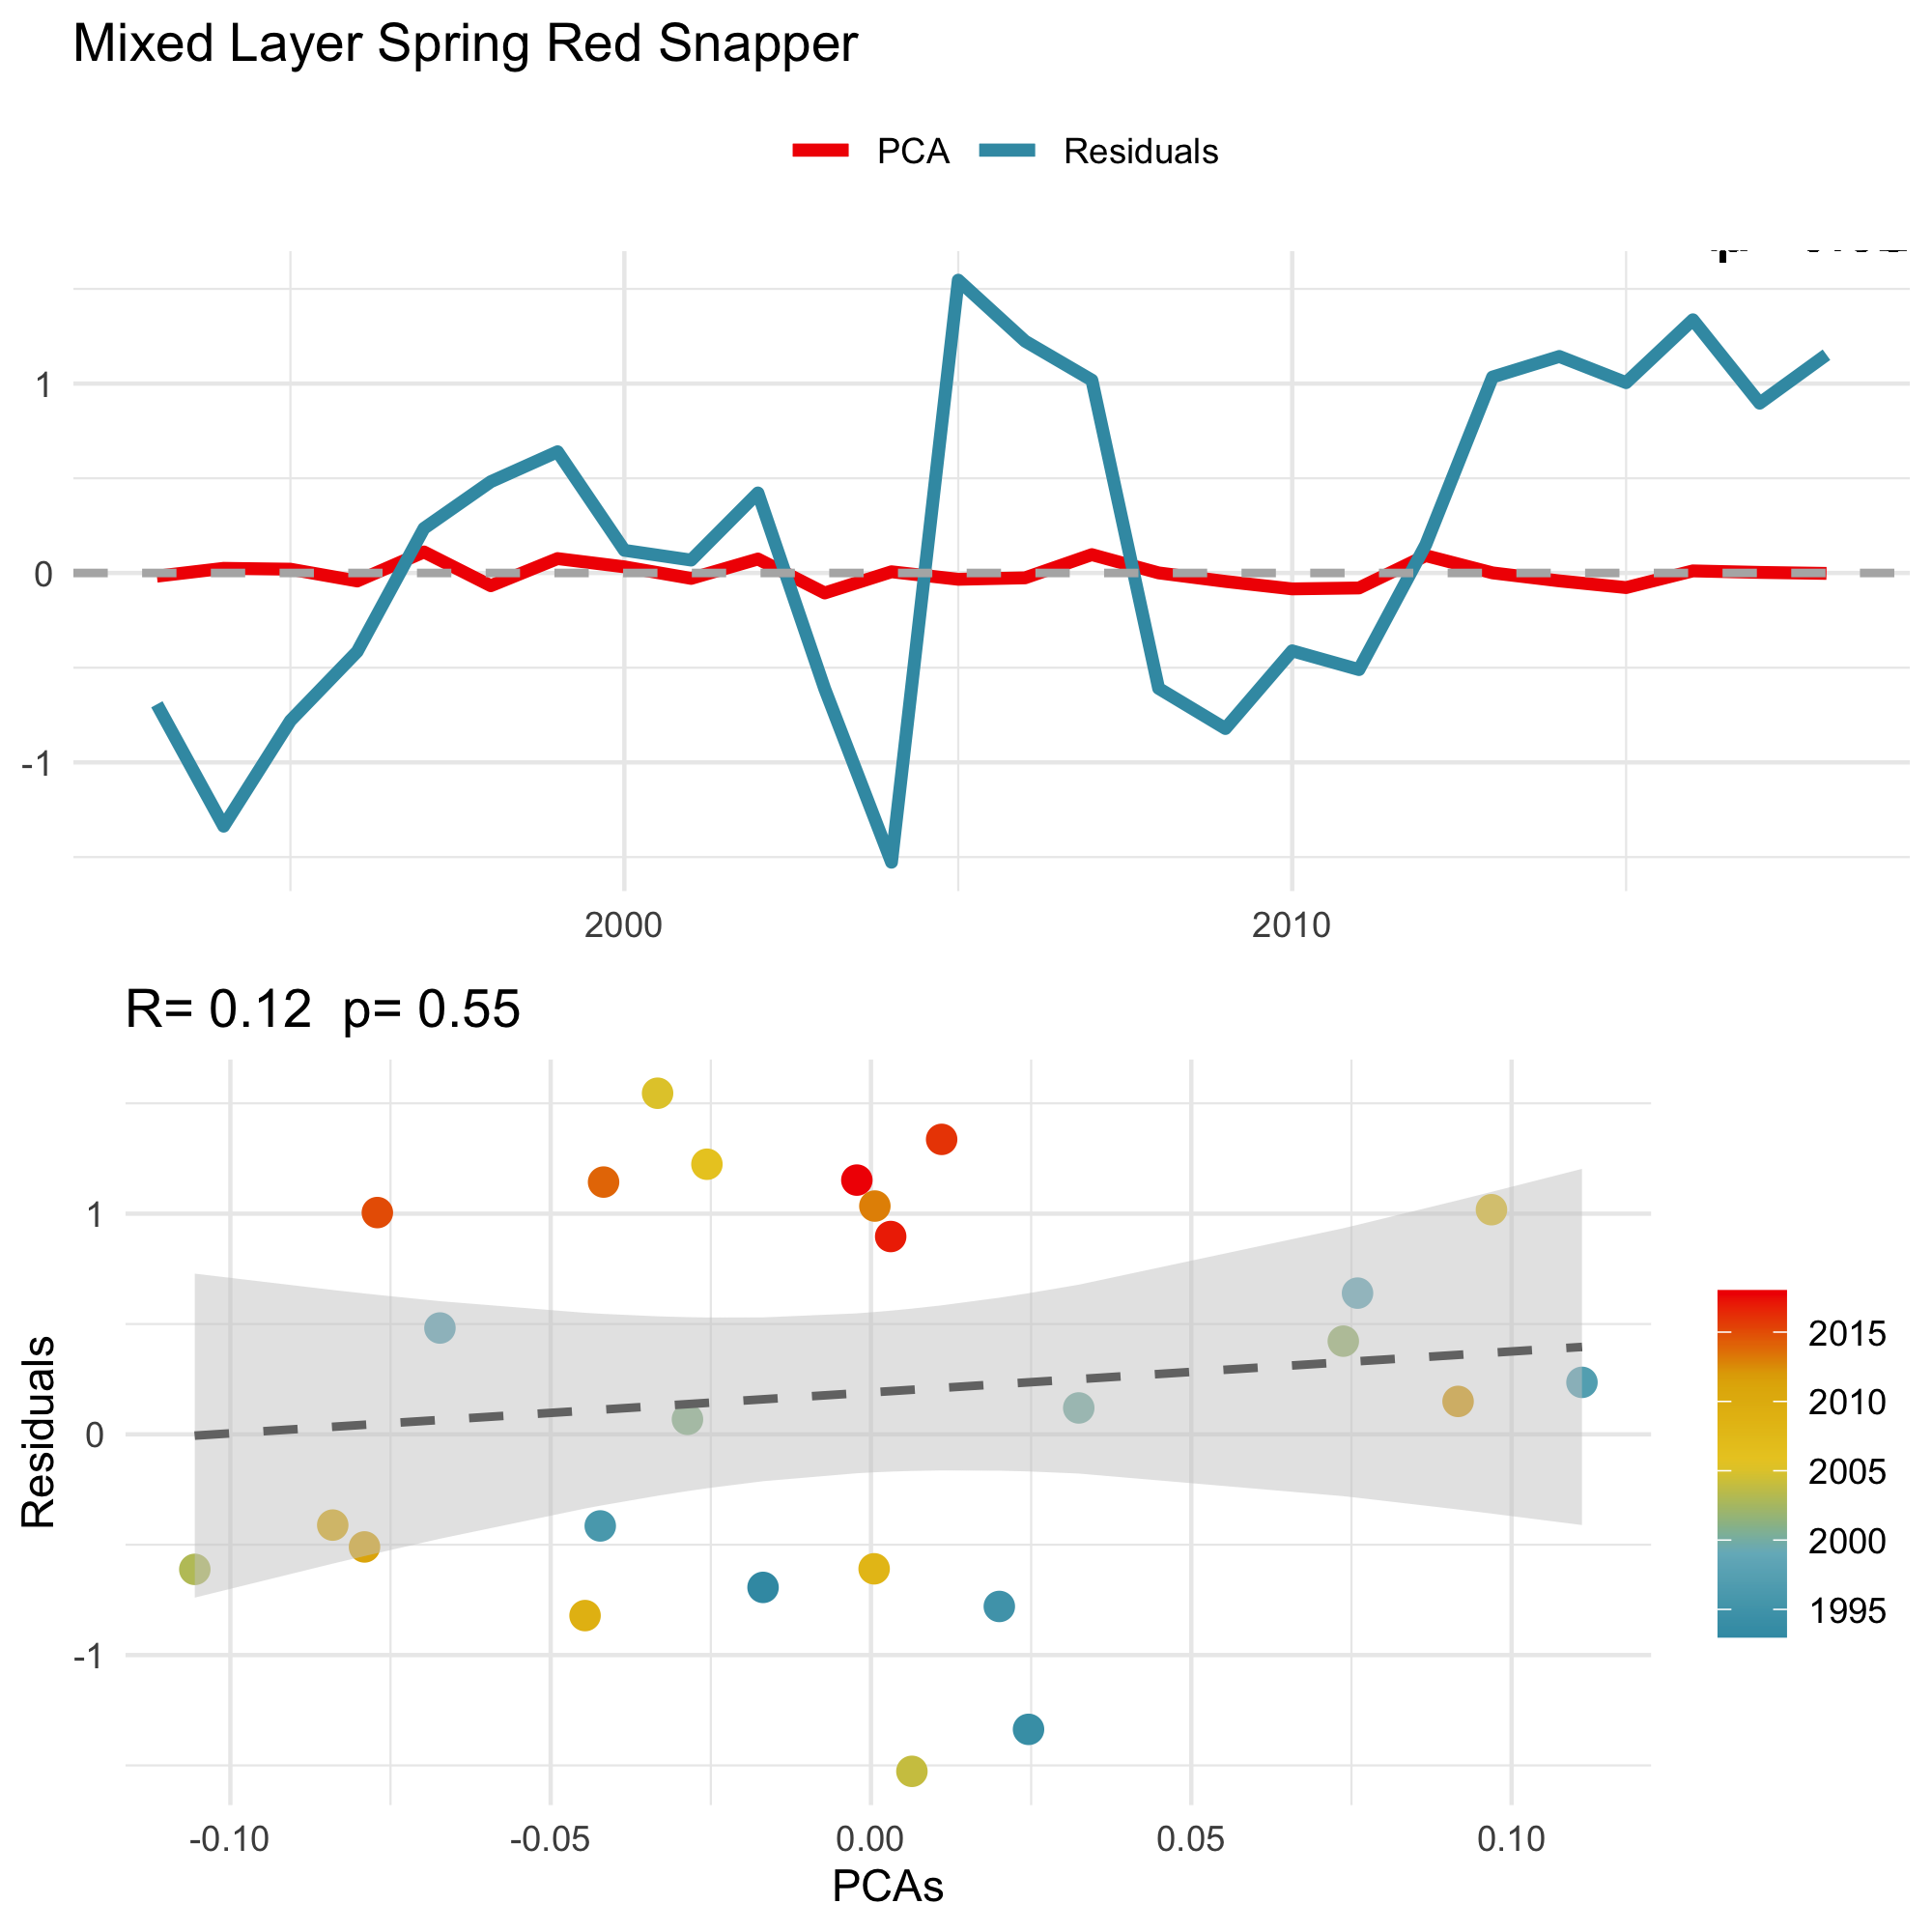 Mixed Layer Spring Red Snapper
PCA Residuals
1
0
-1
2000 2010
R= 0.12 p= 0.55
Residuals
1
0
-1
-0.10 -0.05 0.00 0.05 0.10
PCAs
2015
2010
2005
2000
1995